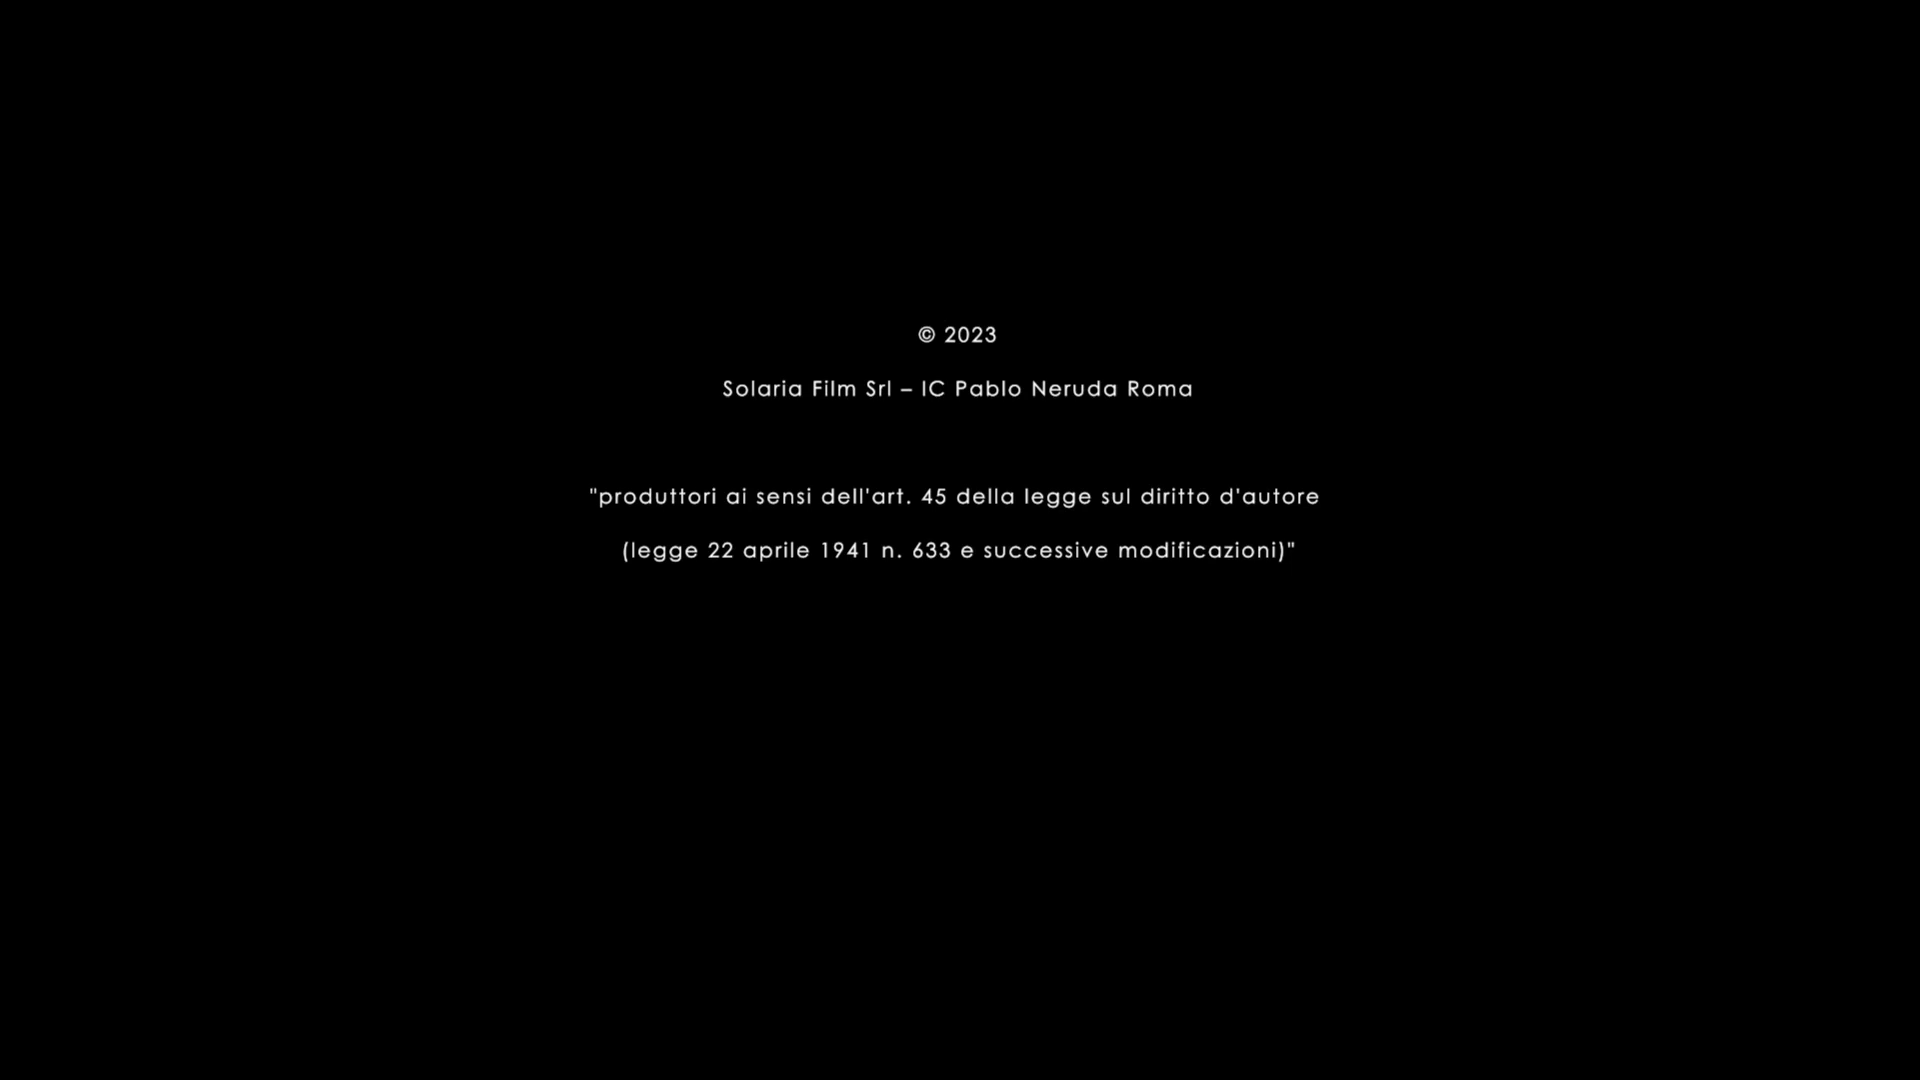 © 2023
Solaria Film Srl – IC Pablo Neruda Roma
"produttori ai sensi dell'art. 45 della legge sul diritto d'autore
(legge 22 aprile 1941 n. 633 e successive modificazioni)"